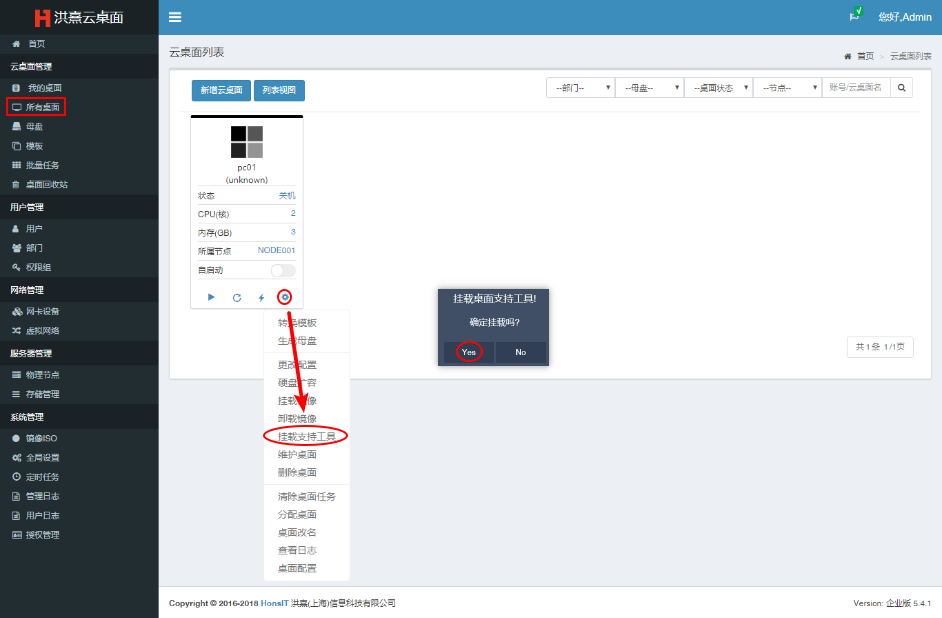 洪熹云桌面
您好,Admin
首页
云桌面管理
我的桌面
所有桌面
母盘
模板
批量任务
桌面回收站
用户管理
用户
部门
权限组
网络管理
网卡设备
虚拟网络
服务器管理
物理节点
存储管理
系统管理
镜像ISO
全局设置
定时任务
管理日志
用户日志
授权管理
云桌面列表
首页 > 云桌面列表
新增云桌面 列表视图
--部门-- --母盘-- --桌面状态-- --节点-- 账号/云桌面名
pc01
(unknown)
状态 关机
CPU(核) 2
内存(GB) 3
所属节点 NODE001
自启动
转换模板
生成母盘
更改配置
硬盘扩容
挂载镜像
卸载镜像
挂载支持工具
维护桌面
删除桌面
清除桌面任务
分配桌面
桌面改名
查看日志
桌面配置
挂载桌面支持工具!
确定挂载吗?
Yes No
共1条 1/1页
Copyright © 2016-2018 HonsIT 洪熹(上海)信息科技有限公司
Version: 企业版 5.4.1